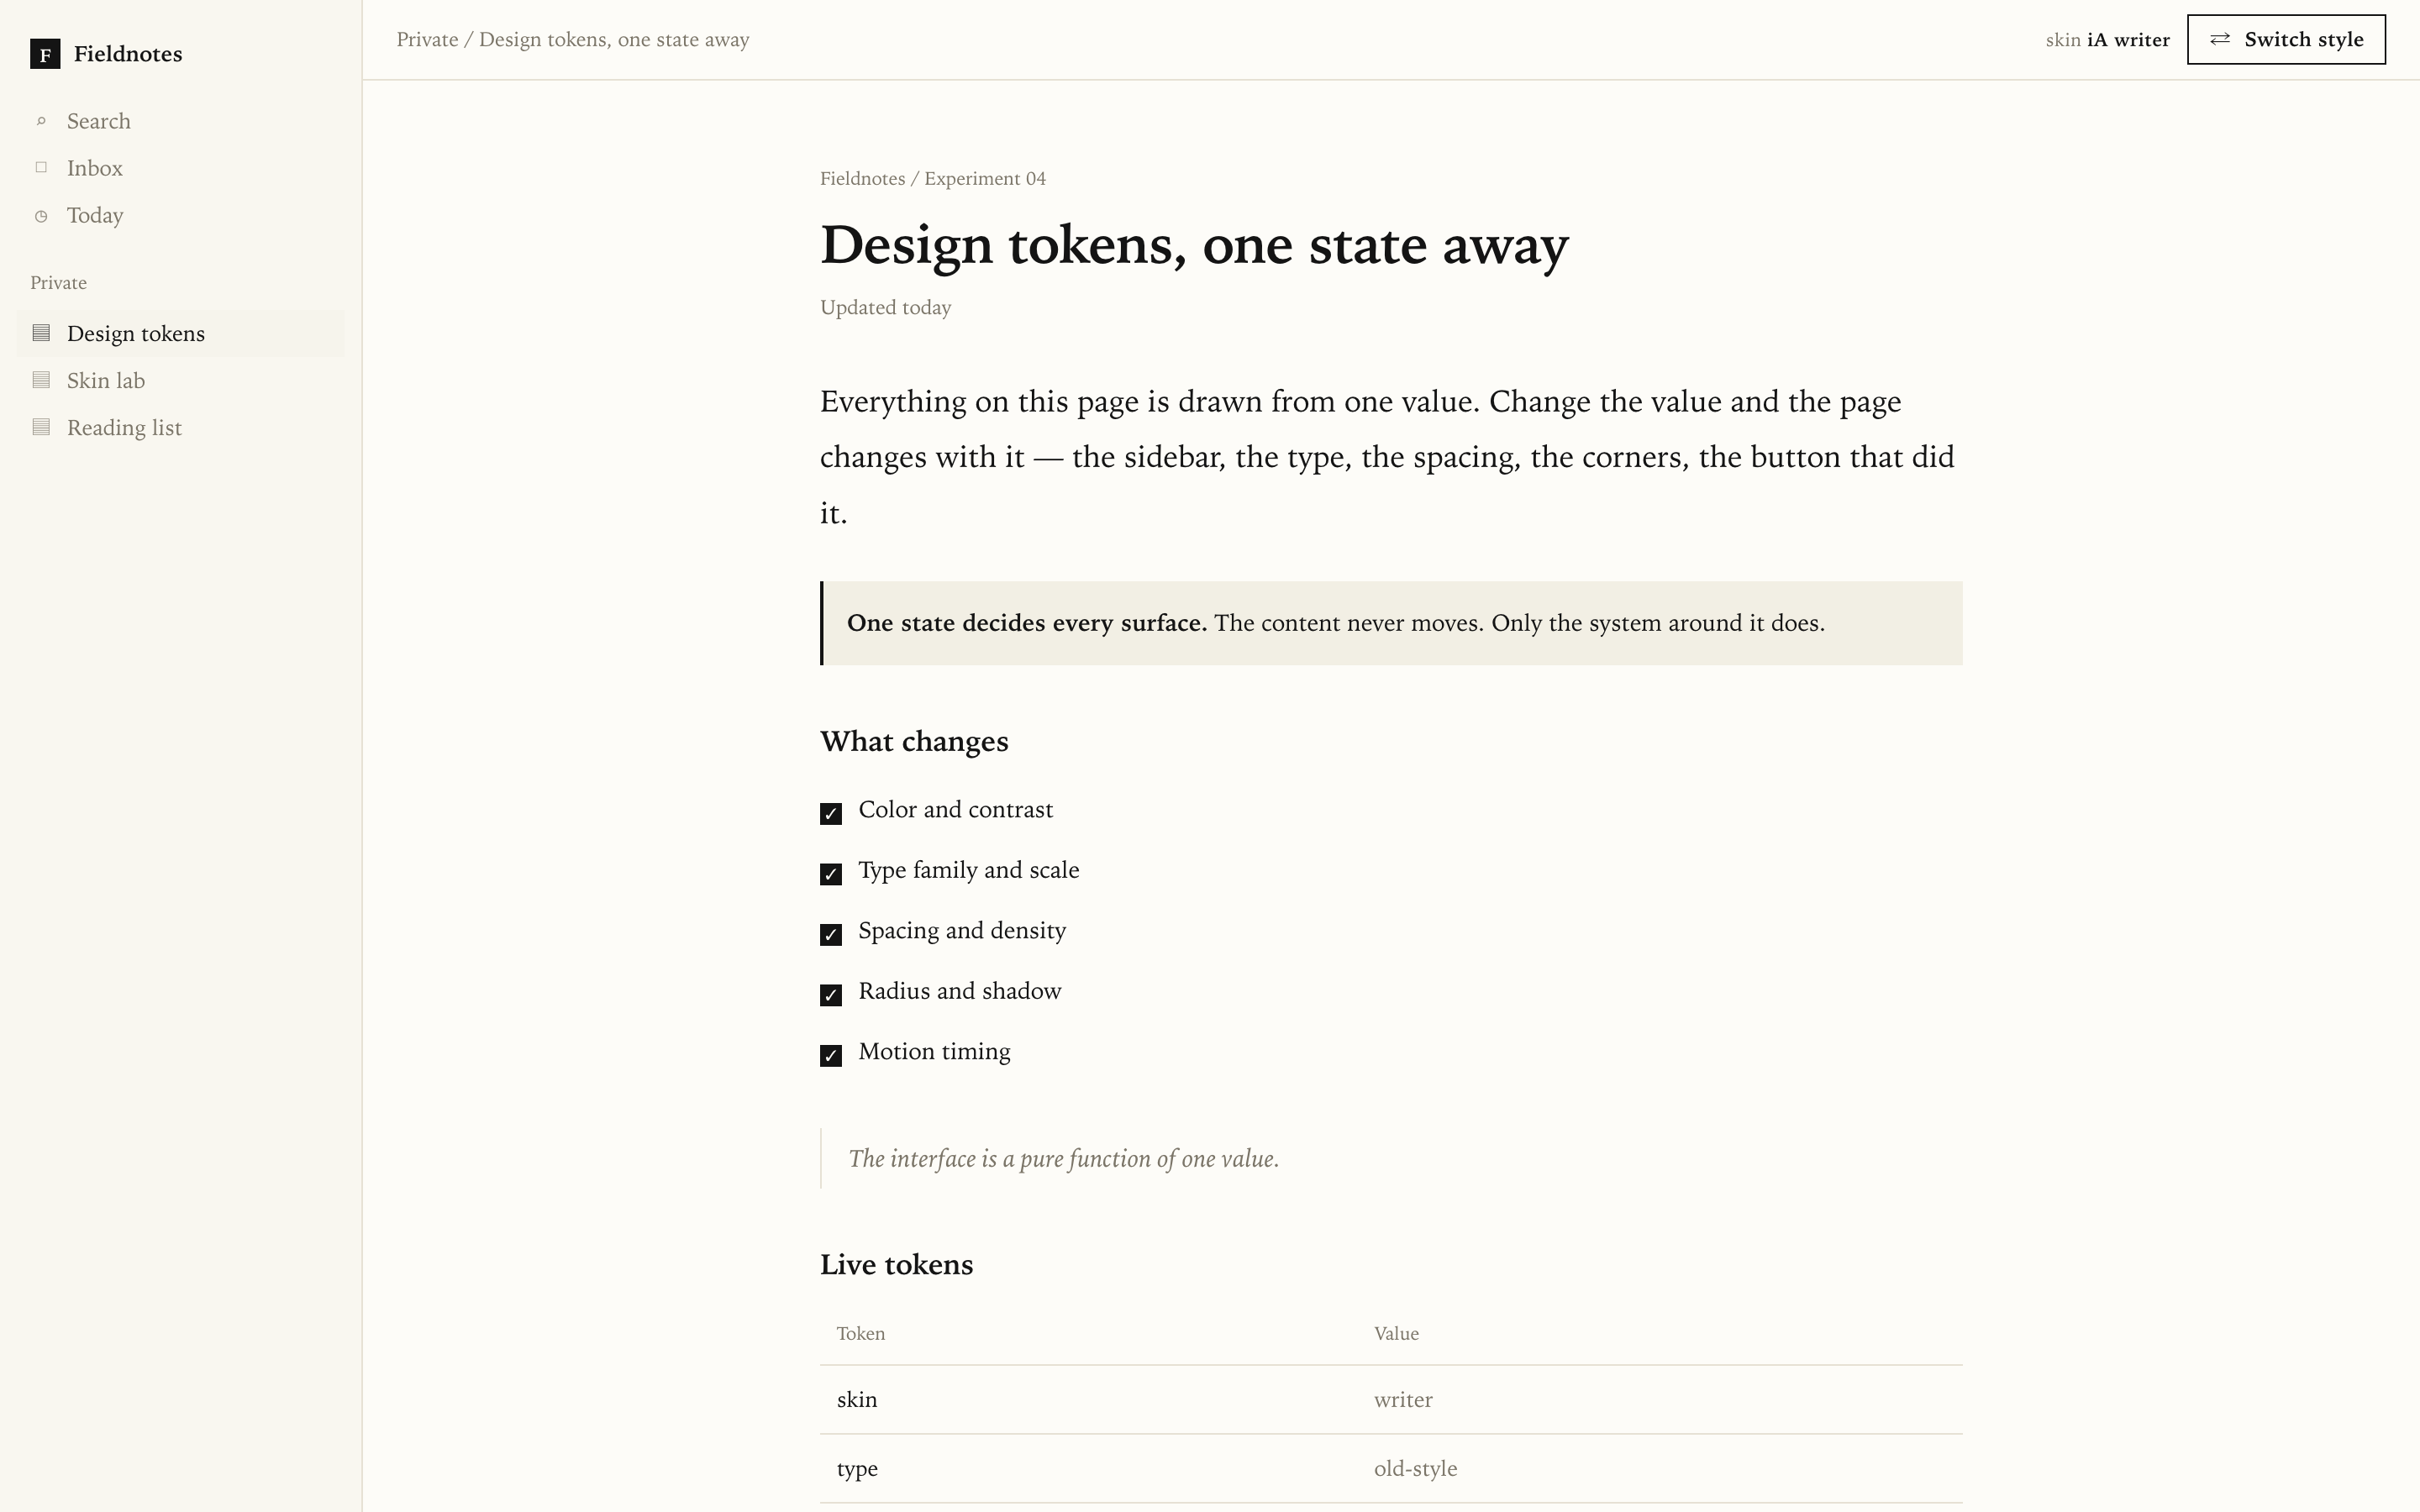 F Fieldnotes
Search
Inbox
Today
Private
Design tokens
Skin lab
Reading list
Private / Design tokens, one state away
skin iA writer
Switch style
Fieldnotes / Experiment 04
Design tokens, one state away
Updated today
Everything on this page is drawn from one value. Change the value and the page
changes with it — the sidebar, the type, the spacing, the corners, the button that did
it.
One state decides every surface. The content never moves. Only the system around it does.
What changes
Color and contrast
Type family and scale
Spacing and density
Radius and shadow
Motion timing
The interface is a pure function of one value.
Live tokens
Token Value
skin writer
type old-style